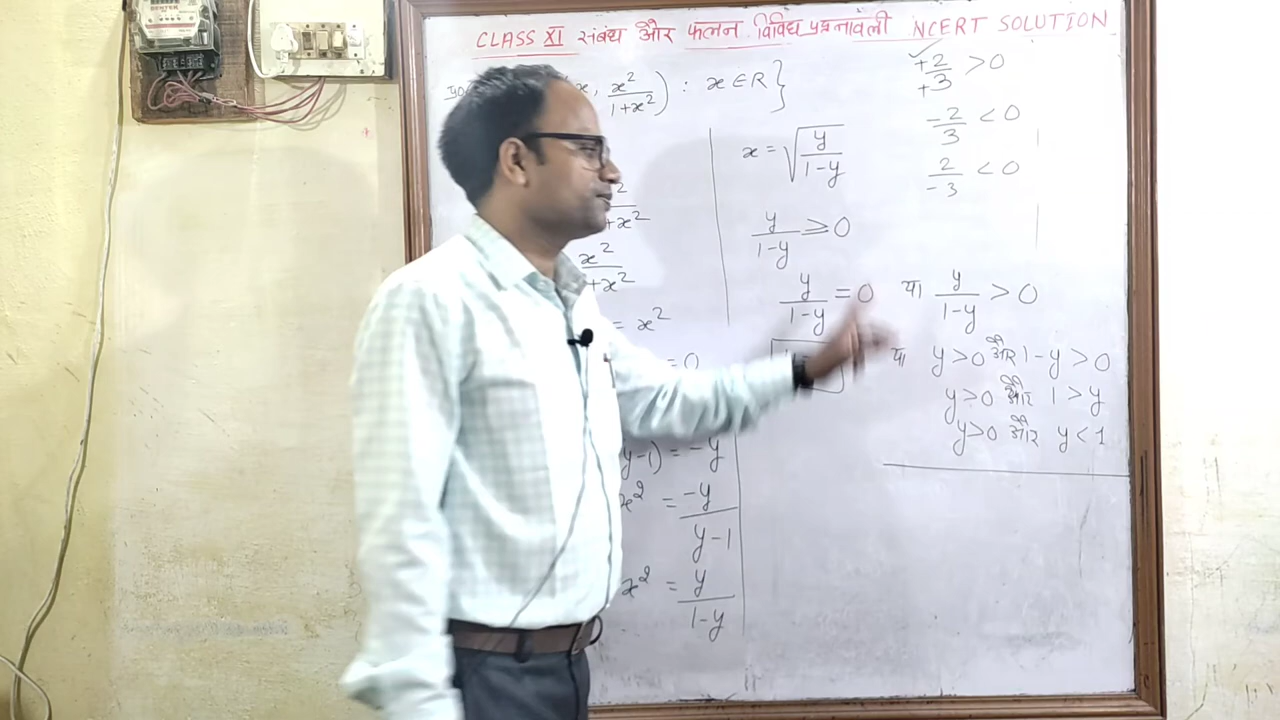 CLASS XI संबंध और फलन विविध प्रश्नावली NCERT SOLUTION
x, x²/(1+x²)) : x ∈ R }
+2/+3 > 0
-2/3 < 0
2/-3 < 0
x = √(y/(1-y))
y/(1-y) ≥ 0
y/(1-y) = 0 या y/(1-y) > 0
या y > 0 और 1-y > 0
y > 0 और 1 > y
y > 0 और y < 1
x²
= x²
= 0
y-1) = -y
x² = -y/(y-1)
x² = y/(1-y)